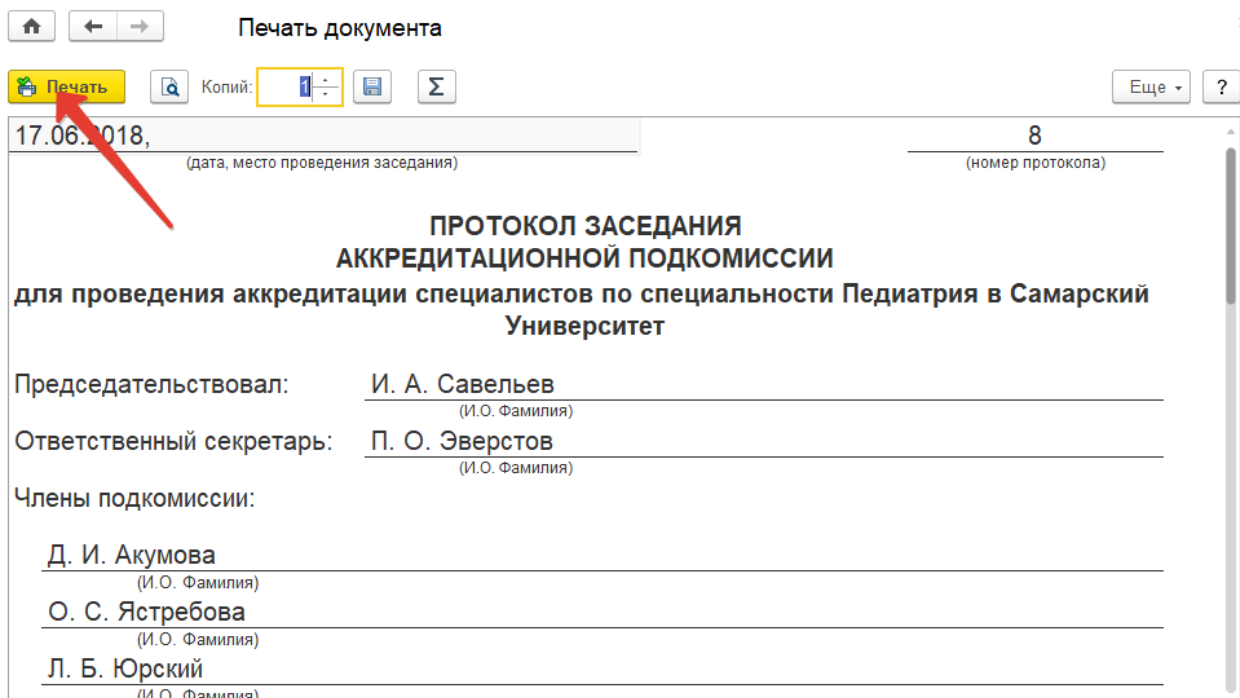 Печать документа
Печать Копий: 1 Σ Еще ?
17.06.2018, 8
(дата, место проведения заседания) (номер протокола)
ПРОТОКОЛ ЗАСЕДАНИЯ
АККРЕДИТАЦИОННОЙ ПОДКОМИССИИ
для проведения аккредитации специалистов по специальности Педиатрия в Самарский
Университет
Председательствовал: И. А. Савельев
(И.О. Фамилия)
Ответственный секретарь: П. О. Эверстов
(И.О. Фамилия)
Члены подкомиссии:
Д. И. Акумова
(И.О. Фамилия)
О. С. Ястребова
(И.О. Фамилия)
Л. Б. Юрский
(И.О. Фамилия)